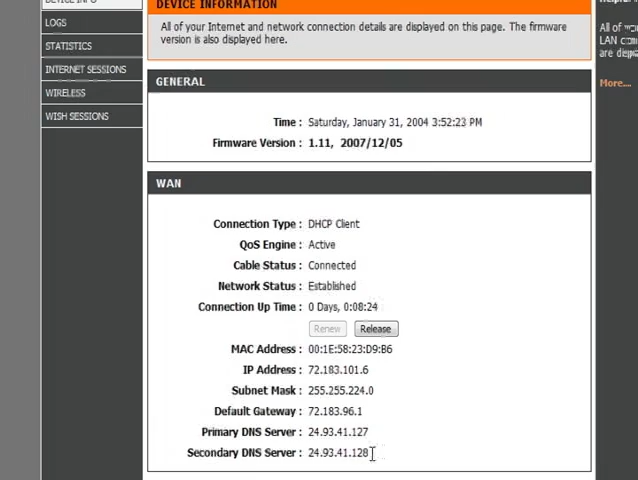 DEVICE INFO
DEVICE INFORMATION
All of your Internet and network connection details are displayed on this page. The firmware
version is also displayed here.
LOGS
STATISTICS
INTERNET SESSIONS
WIRELESS
WISH SESSIONS
All of
LAN
are
More....
GENERAL
Time : Saturday, January 31, 2004 3:52:23 PM
Firmware Version : 1.11, 2007/12/05
WAN
Connection Type : DHCP Client
QoS Engine : Active
Cable Status : Connected
Network Status : Established
Connection Up Time : 0 Days, 0:08:24
Renew Release
MAC Address : 00:1E:58:23:D9:B6
IP Address : 72.183.101.6
Subnet Mask : 255.255.224.0
Default Gateway : 72.183.96.1
Primary DNS Server : 24.93.41.127
Secondary DNS Server : 24.93.41.128